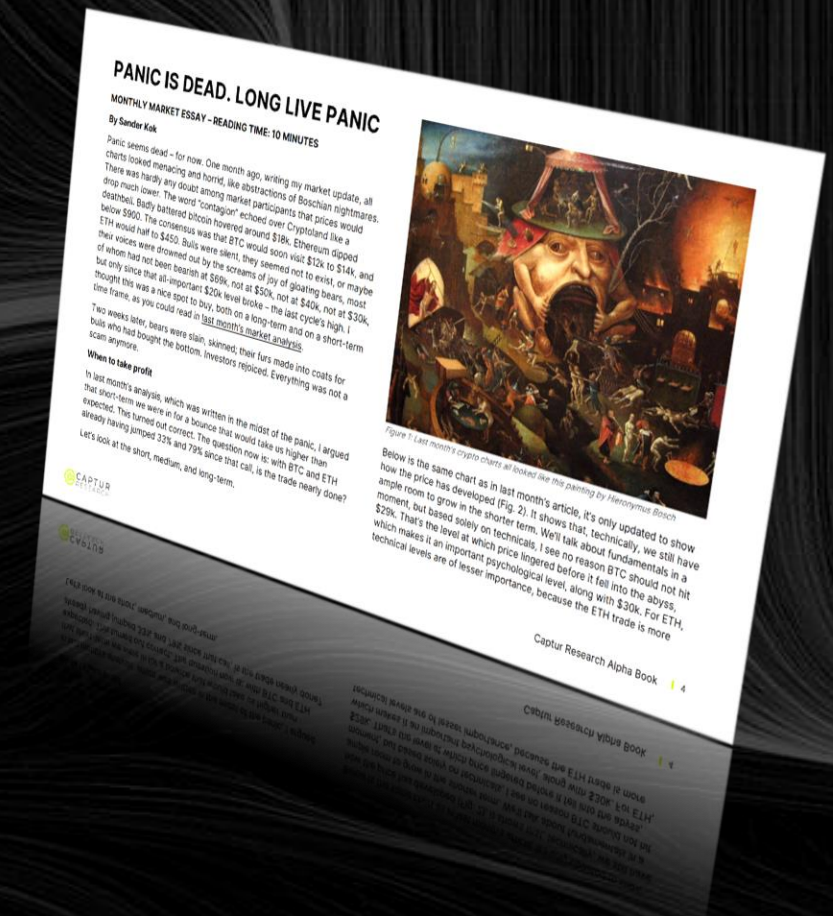 PANIC IS DEAD. LONG LIVE PANIC
MONTHLY MARKET ESSAY – READING TIME: 10 MINUTES
By Sander Kok
Panic seems dead – for now. One month ago, writing my market update, all
charts looked menacing and horrid, like abstractions of Boschian nightmares.
There was hardly any doubt among market participants that prices would
drop much lower. The word "contagion" echoed over Cryptoland like a
deathbell. Badly battered bitcoin hovered around $18k. Ethereum dipped
below $900. The consensus was that BTC would soon visit $12k to $14k, and
ETH would half to $450. Bulls were silent, they seemed not to exist, or maybe
their voices were drowned out by the screams of joy of gloating bears, most
of whom had not been bearish at $69k, not at $50k, not at $40k, not at $30k,
but only since that all-important $20k level broke – the last cycle's high. I
thought this was a nice spot to buy, both on a long-term and on a short-term
time frame, as you could read in last month's market analysis.
Two weeks later, bears were slain, skinned; their furs made into coats for
bulls who had bought the bottom. Investors rejoiced. Everything was not a
scam anymore.
When to take profit
In last month's analysis, which was written in the midst of the panic, I argued
that short-term we were in for a bounce that would take us higher than
expected. This turned out correct. The question now is: with BTC and ETH
already having jumped 33% and 79% since that call, is the trade nearly done?
Let's look at the short, medium, and long-term.
CAPTUR
RESEARCH
Figure 1: Last month's crypto charts all looked like this painting by Hieronymus Bosch
Below is the same chart as in last month's article, it's only updated to show
how the price has developed (Fig. 2). It shows that, technically, we still have
ample room to grow in the shorter term. We'll talk about fundamentals in a
moment, but based solely on technicals, I see no reason BTC should not hit
$29k. That's the level at which price lingered before it fell into the abyss,
which makes it an important psychological level, along with $30k. For ETH,
technical levels are of lesser importance, because the ETH trade is more
Captur Research Alpha Book
4